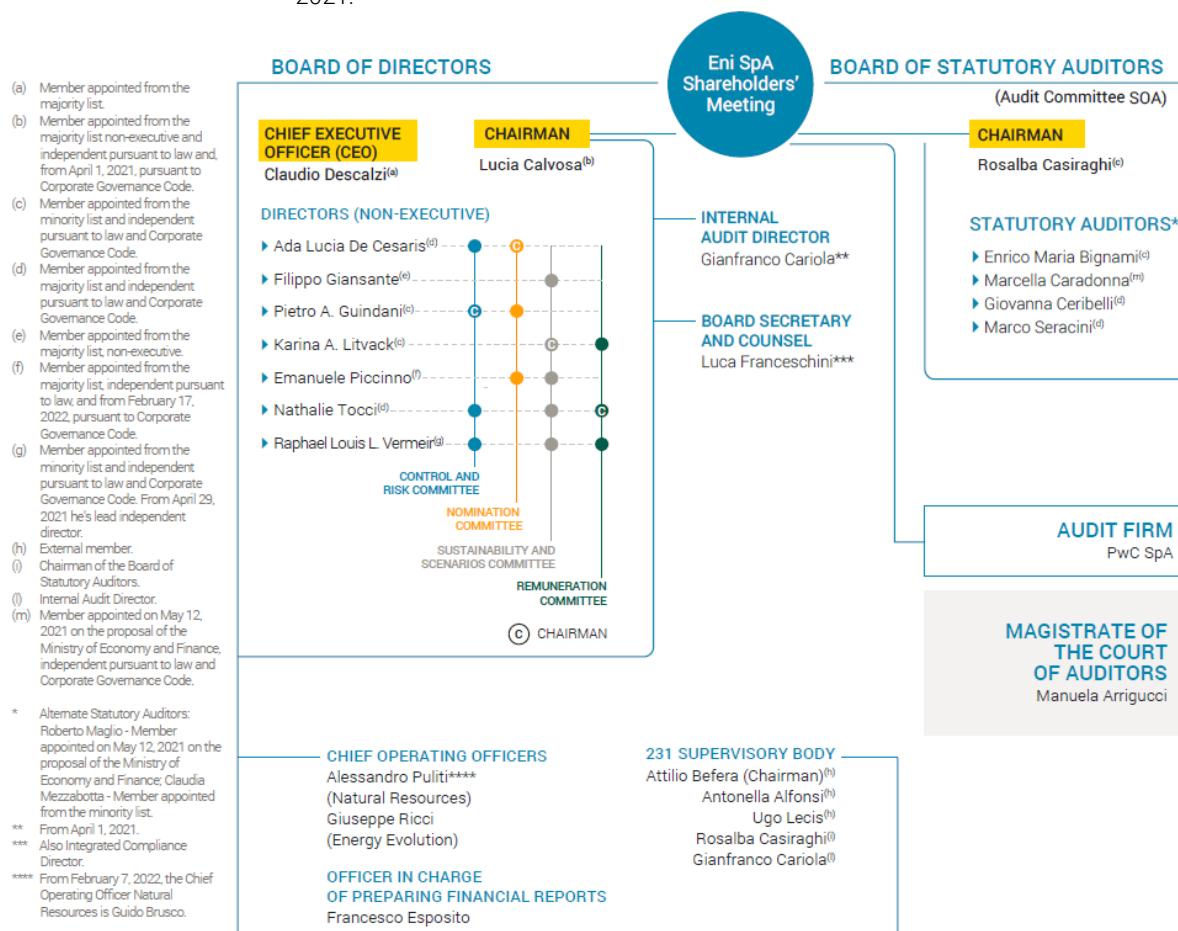 2021.
(a) Member appointed from the
majority list.
(b) Member appointed from the
majority list non-executive and
independent pursuant to law and,
from April 1, 2021, pursuant to
Corporate Governance Code.
(c) Member appointed from the
minority list and independent
pursuant to law and Corporate
Governance Code.
(d) Member appointed from the
majority list and independent
pursuant to law and Corporate
Governance Code.
(e) Member appointed from the
majority list, non-executive.
(f) Member appointed from the
majority list, independent pursuant
to law, and from February 17,
2022, pursuant to Corporate
Governance Code.
(g) Member appointed from the
minority list and independent
pursuant to law and Corporate
Governance Code. From April 29,
2021 he's lead independent
director.
(h) External member.
(i) Chairman of the Board of
Statutory Auditors.
(l) Internal Audit Director.
(m) Member appointed on May 12,
2021 on the proposal of the
Ministry of Economy and Finance,
independent pursuant to law and
Corporate Governance Code.
* Alternate Statutory Auditors:
Roberto Maglio - Member
appointed on May 12, 2021 on the
proposal of the Ministry of
Economy and Finance; Claudia
Mezzabotta - Member appointed
from the minority list.
** From April 1, 2021.
*** Also Integrated Compliance
Director.
**** From February 7, 2022, the Chief
Operating Officer Natural
Resources is Guido Brusco.
BOARD OF DIRECTORS
CHIEF EXECUTIVE
OFFICER (CEO)
Claudio Descalzi(a)
CHAIRMAN
Lucia Calvosa(b)
DIRECTORS (NON-EXECUTIVE)
Ada Lucia De Cesaris(d)
C
Filippo Giansante(e)
Pietro A. Guindani(c)
C
Karina A. Litvack(c)
C
Emanuele Piccinno(f)
Nathalie Tocci(d)
C
Raphael Louis L. Vermeir(g)
CONTROL AND
RISK COMMITTEE
NOMINATION
COMMITTEE
SUSTAINABILITY AND
SCENARIOS COMMITTEE
REMUNERATION
COMMITTEE
C CHAIRMAN
Eni SpA
Shareholders'
Meeting
INTERNAL
AUDIT DIRECTOR
Gianfranco Cariola**
BOARD SECRETARY
AND COUNSEL
Luca Franceschini***
BOARD OF STATUTORY AUDITORS
(Audit Committee SOA)
CHAIRMAN
Rosalba Casiraghi(c)
STATUTORY AUDITORS*
Enrico Maria Bignami(c)
Marcella Caradonna(m)
Giovanna Ceribelli(d)
Marco Seracini(d)
AUDIT FIRM
PwC SpA
MAGISTRATE OF
THE COURT
OF AUDITORS
Manuela Arrigucci
CHIEF OPERATING OFFICERS
Alessandro Puliti****
(Natural Resources)
Giuseppe Ricci
(Energy Evolution)
OFFICER IN CHARGE
OF PREPARING FINANCIAL REPORTS
Francesco Esposito
231 SUPERVISORY BODY
Attilio Befera (Chairman)(h)
Antonella Alfonsi(h)
Ugo Lecis(h)
Rosalba Casiraghi(i)
Gianfranco Cariola(l)